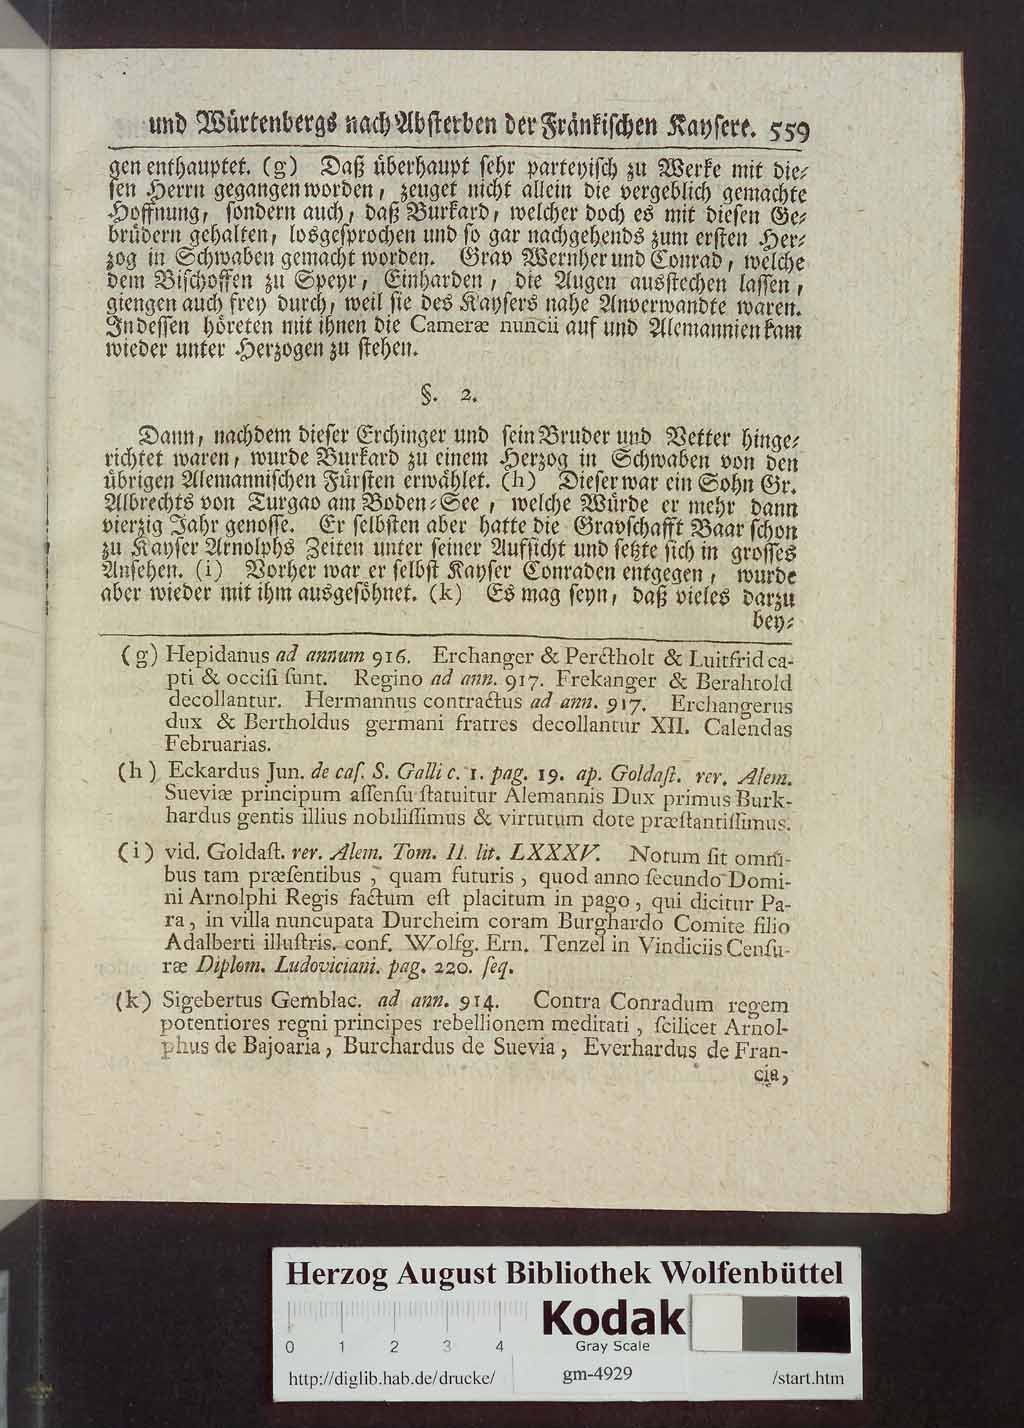 und Würtenbergs nach Absterben der Fränkischen Kaysere. 559
gen enthauptet. (g) Daß überhaupt sehr parteyisch zu Werke mit die⸗
sen Herrn gegangen worden, zeuget nicht allein die vergeblich gemachte
Hoffnung, sondern auch, daß Burkard, welcher doch es mit diesen Ge⸗
brüdern gehalten, losgesprochen und so gar nachgehends zum ersten Her⸗
zog in Schwaben gemacht worden. Grav Wernher und Conrad, welche
dem Bischoffen zu Speyr, Einharden, die Augen ausstechen lassen,
giengen auch frey durch, weil sie des Kaysers nahe Anverwandte waren.
Indessen höreten mit ihnen die Cameræ nuncii auf und Alemannien kam
wieder unter Herzogen zu stehen.
§. 2.
Dann, nachdem dieser Erchinger und sein Bruder und Vetter hinge⸗
richtet waren, wurde Burkard zu einem Herzog in Schwaben von den
übrigen Alemannischen Fürsten erwählet. (h) Dieser war ein Sohn Gr.
Albrechts von Turgao am Boden⸗See, welche Würde er mehr dann
vierzig Jahr genosse. Er selbsten aber hatte die Gravschafft Baar schon
zu Kayser Arnolphs Zeiten unter seiner Aufsicht und setzte sich in grosses
Ansehen. (i) Vorher war er selbst Kayser Conraden entgegen, wurde
aber wieder mit ihm ausgesöhnet. (k) Es mag seyn, daß vieles darzu
bey⸗
(g) Hepidanus ad annum 916. Erchanger & Perctholt & Luitfrid ca-
pti & occisi sunt. Regino ad ann. 917. Frekanger & Berahtold
decollantur. Hermannus contractus ad ann. 917. Erchangerus
dux & Bertholdus germani fratres decollantur XII. Calendas
Februarias.
(h) Eckardus Jun. de caſ. S. Galli c. 1. pag. 19. ap. Goldaſt. rer. Alem.
Sueviæ principum aſſenſu ſtatuitur Alemannis Dux primus Burk-
hardus gentis illius nobiliſſimus & virtutum dote præſtantiſſimus.
(i) vid. Goldaſt. rer. Alem. Tom. II. lit. LXXXV. Notum ſit omni-
bus tam præſentibus, quam futuris, quod anno ſecundo Domi-
ni Arnolphi Regis factum eſt placitum in pago, qui dicitur Pa-
ra, in villa nuncupata Durcheim coram Burghardo Comite filio
Adalberti illuſtris. conf. Wolfg. Ern. Tenzel in Vindiciis Cenſu-
ræ Diplom. Ludoviciani. pag. 220. ſeq.
(k) Sigebertus Gemblac. ad ann. 914. Contra Conradum regem
potentiores regni principes rebellionem meditati, ſcilicet Arnol-
phus de Bajoaria, Burchardus de Suevia, Everhardus de Fran-
cia,
Herzog August Bibliothek Wolfenbüttel
Kodak
Gray Scale
0 1 2 3 4
http://diglib.hab.de/drucke/ gm-4929 /start.htm